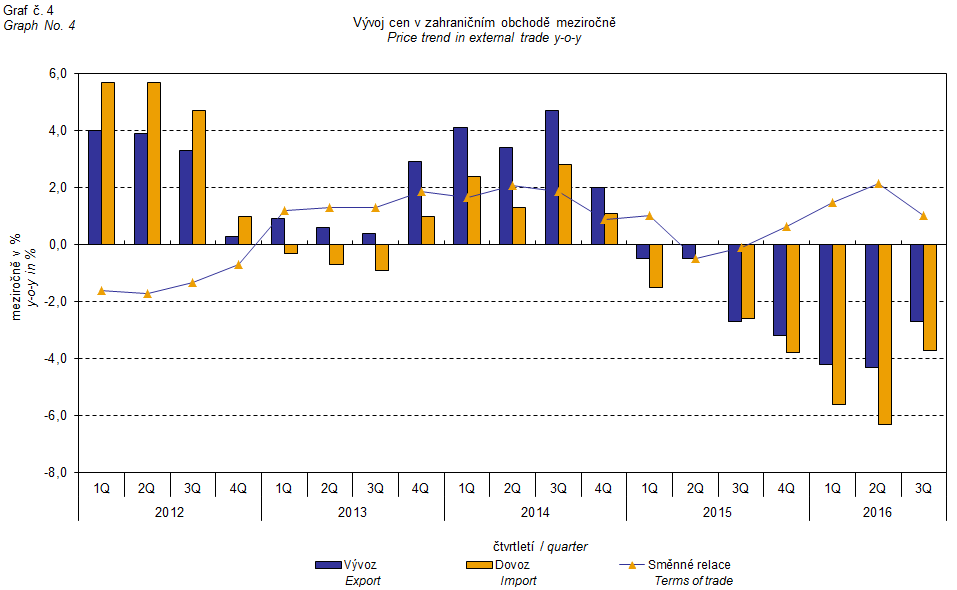 Graf č. 4
Graph No. 4
Vývoj cen v zahraničním obchodě meziročně
Price trend in external trade y-o-y
meziročně v %
y-o-y in %
6,0
4,0
2,0
0,0
-2,0
-4,0
-6,0
-8,0
1Q 2Q 3Q 4Q 1Q 2Q 3Q 4Q 1Q 2Q 3Q 4Q 1Q 2Q 3Q 4Q 1Q 2Q 3Q
2012 2013 2014 2015 2016
čtvrtletí / quarter
Vývoz Dovoz Směnné relace
Export Import Terms of trade